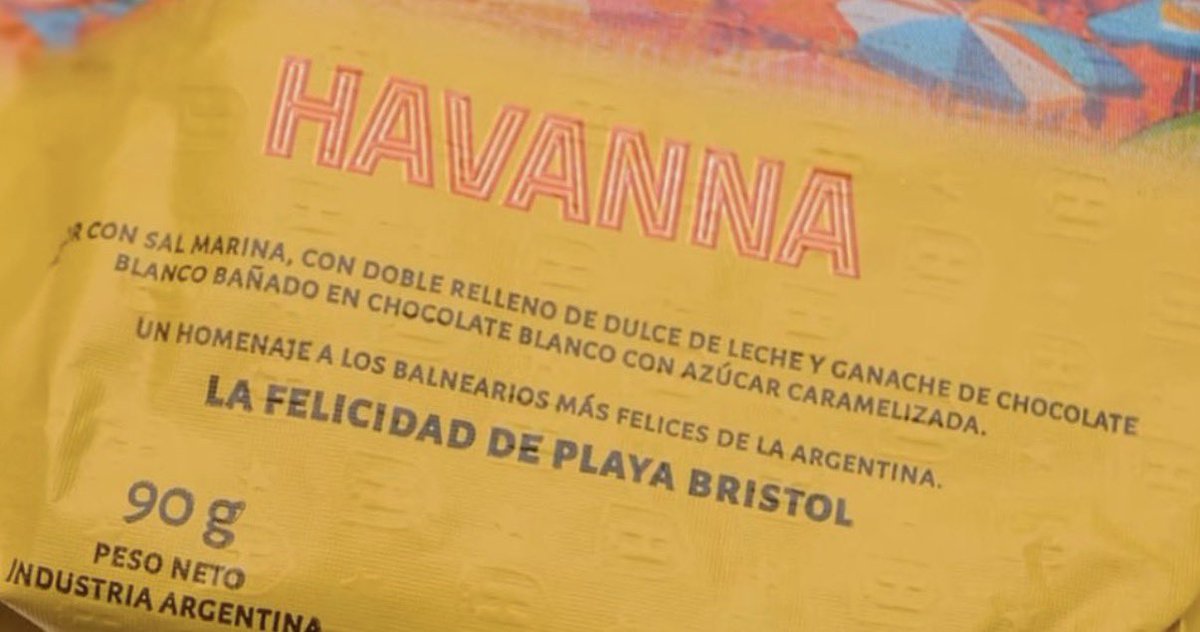 HAVANNA
CON SAL MARINA, CON DOBLE RELLENO DE DULCE DE LECHE Y GANACHE DE CHOCOLATE
BLANCO BAÑADO EN CHOCOLATE BLANCO CON AZÚCAR CARAMELIZADA.
UN HOMENAJE A LOS BALNEARIOS MÁS FELICES DE LA ARGENTINA.
LA FELICIDAD DE PLAYA BRISTOL
90 g
PESO NETO
INDUSTRIA ARGENTINA